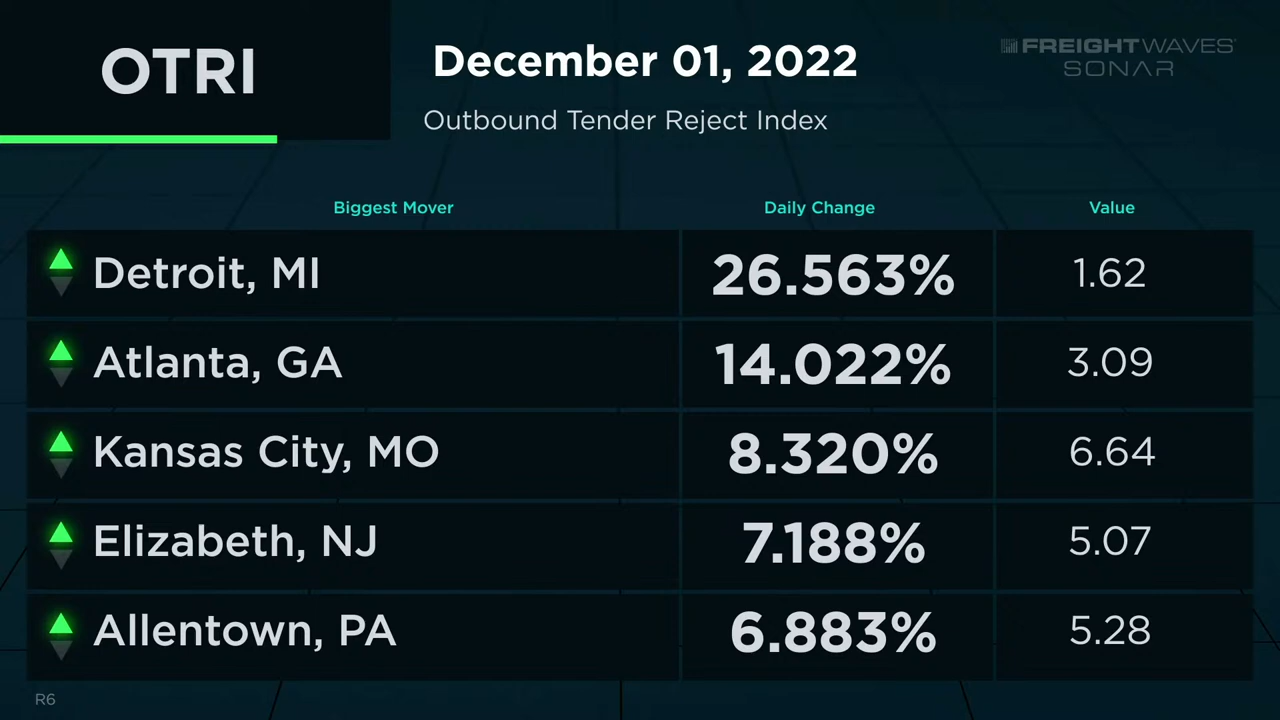 OTRI
December 01, 2022
Outbound Tender Reject Index
FREIGHTWAVES
SONAR
Biggest Mover Daily Change Value
Detroit, MI 26.563% 1.62
Atlanta, GA 14.022% 3.09
Kansas City, MO 8.320% 6.64
Elizabeth, NJ 7.188% 5.07
Allentown, PA 6.883% 5.28
R6